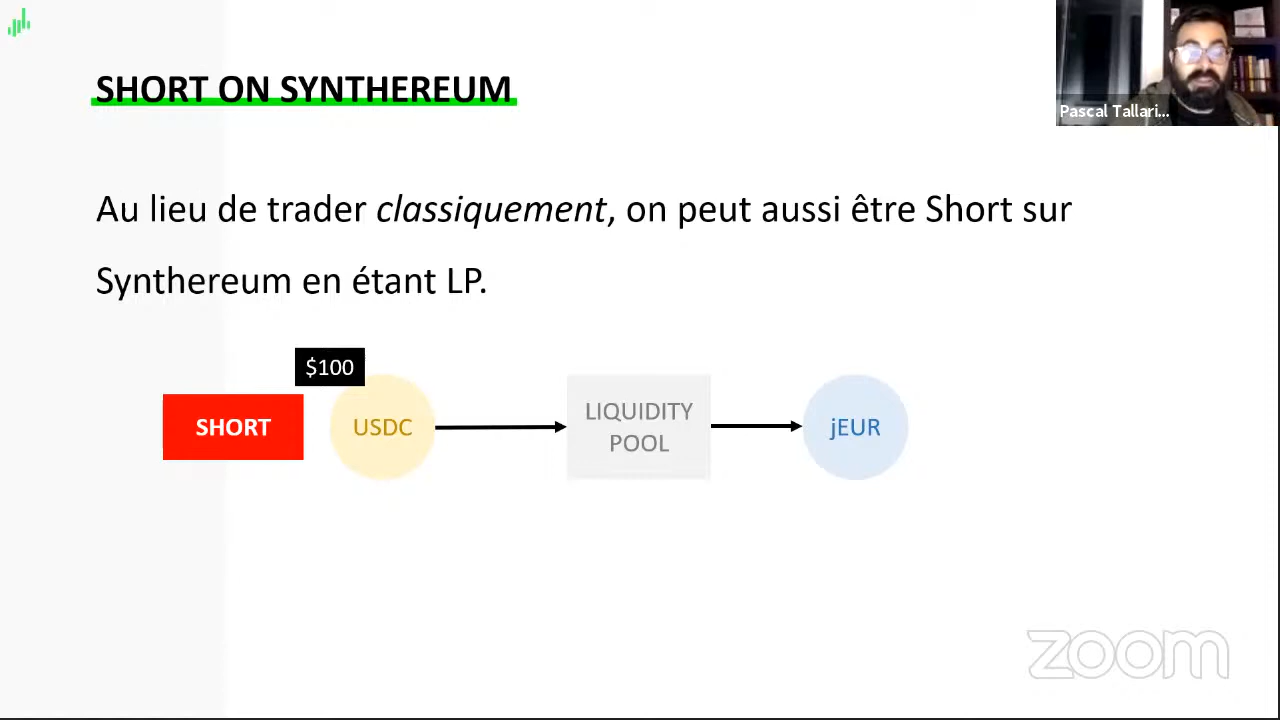 SHORT ON SYNTHEREUM
Pascal Tallari...
Au lieu de trader classiquement, on peut aussi être Short sur
Synthereum en étant LP.
$100
SHORT
USDC
LIQUIDITY
POOL
jEUR
zoom